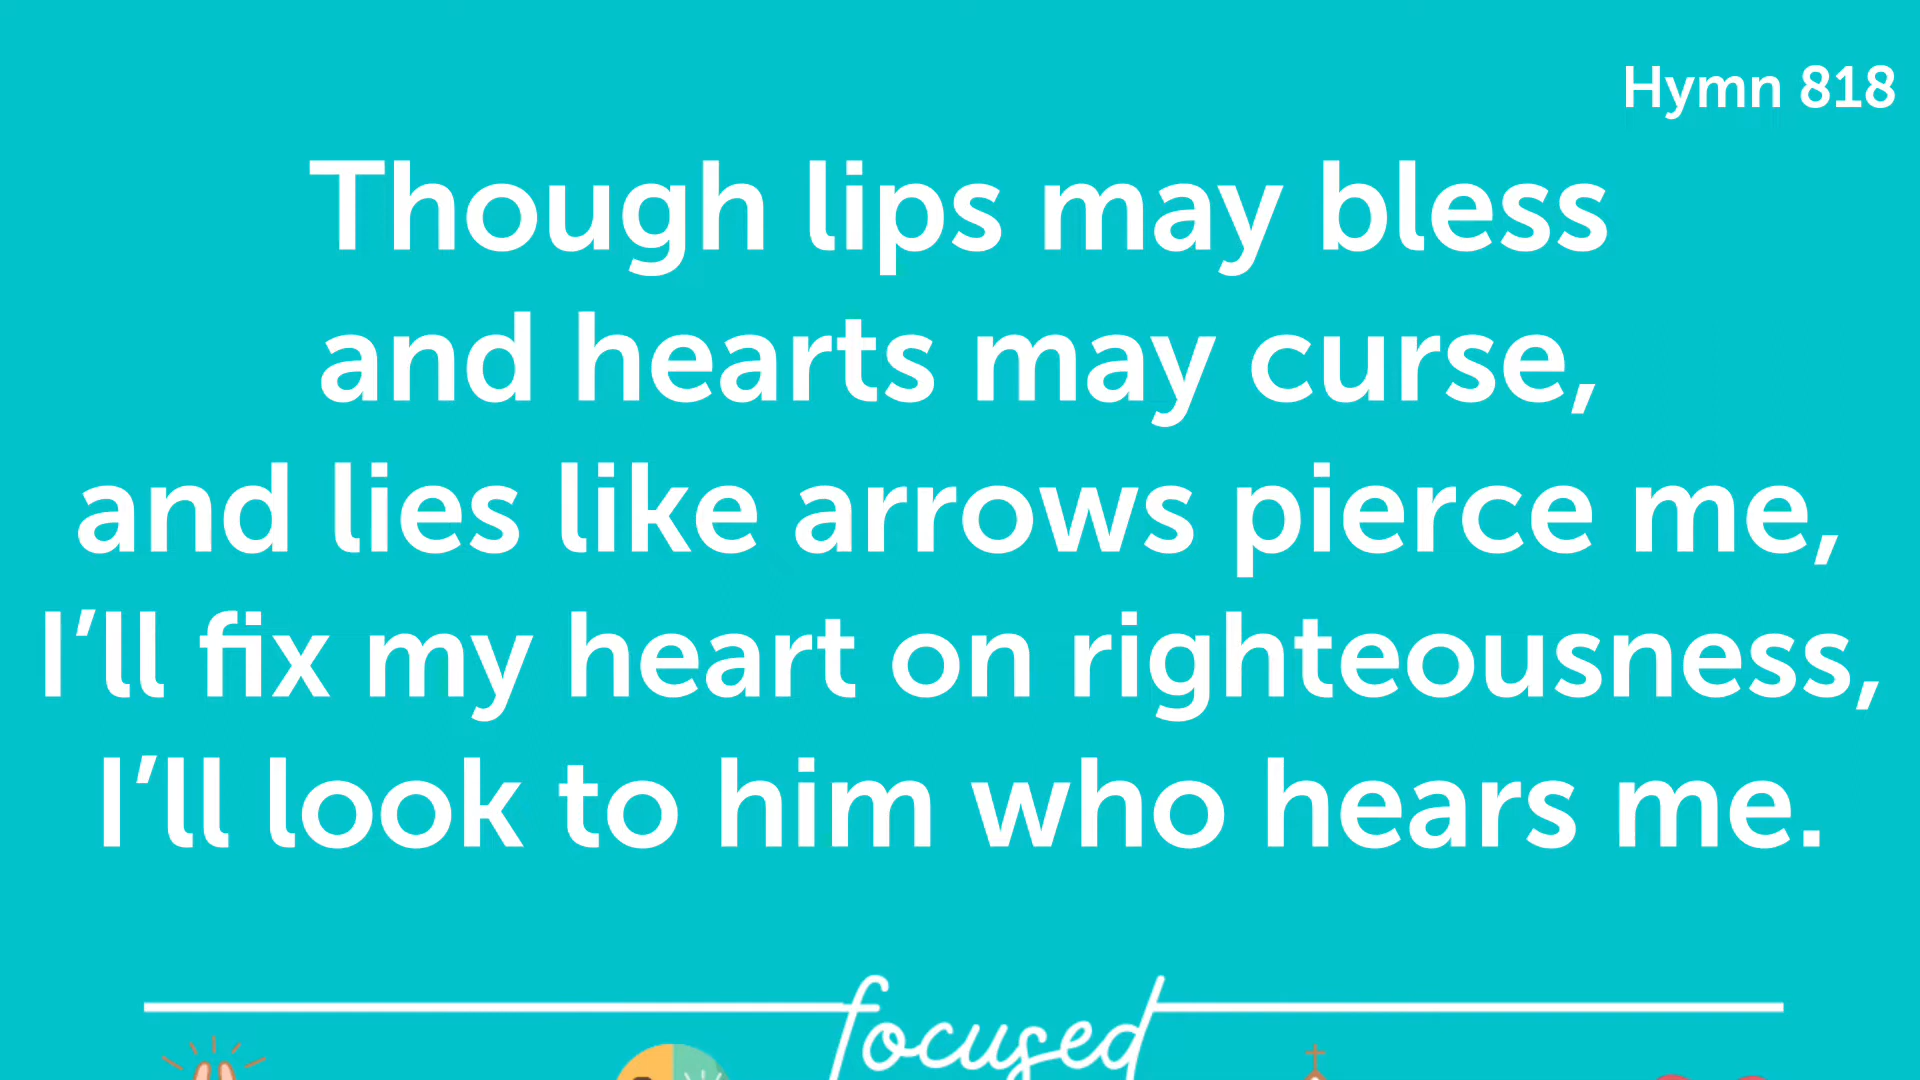 Hymn 818
Though lips may bless
and hearts may curse,
and lies like arrows pierce me,
I’ll fix my heart on righteousness,
I’ll look to him who hears me.
focused